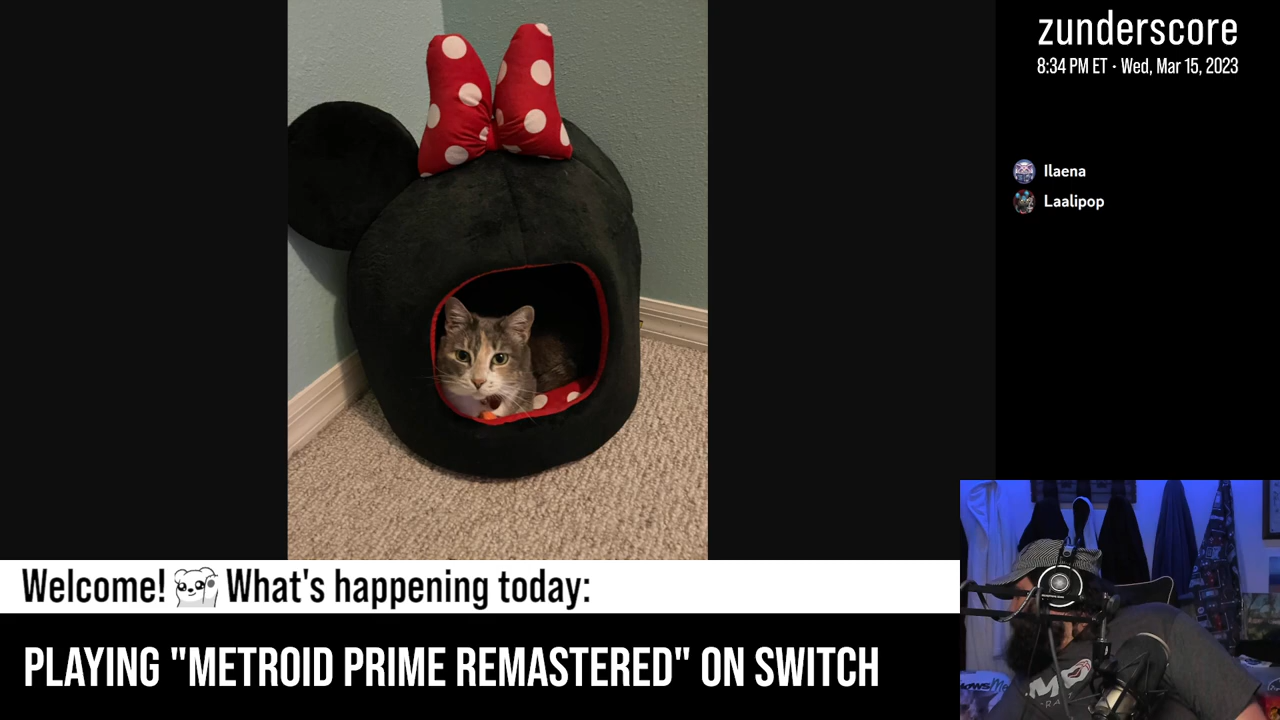 zunderscore
8:34 PM ET · Wed, Mar 15, 2023
Ilaena
Laalipop
Welcome! What's happening today:
PLAYING "METROID PRIME REMASTERED" ON SWITCH